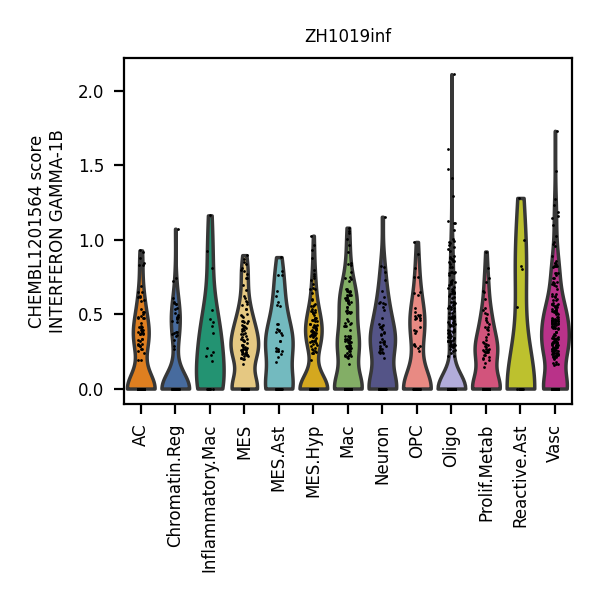 ZH1019inf
CHEMBL1201564 score
INTERFERON GAMMA-1B
2.0
1.5
1.0
0.5
0.0
AC
Chromatin.Reg
Inflammatory.Mac
MES
MES.Ast
MES.Hyp
Mac
Neuron
OPC
Oligo
Prolif.Metab
Reactive.Ast
Vasc